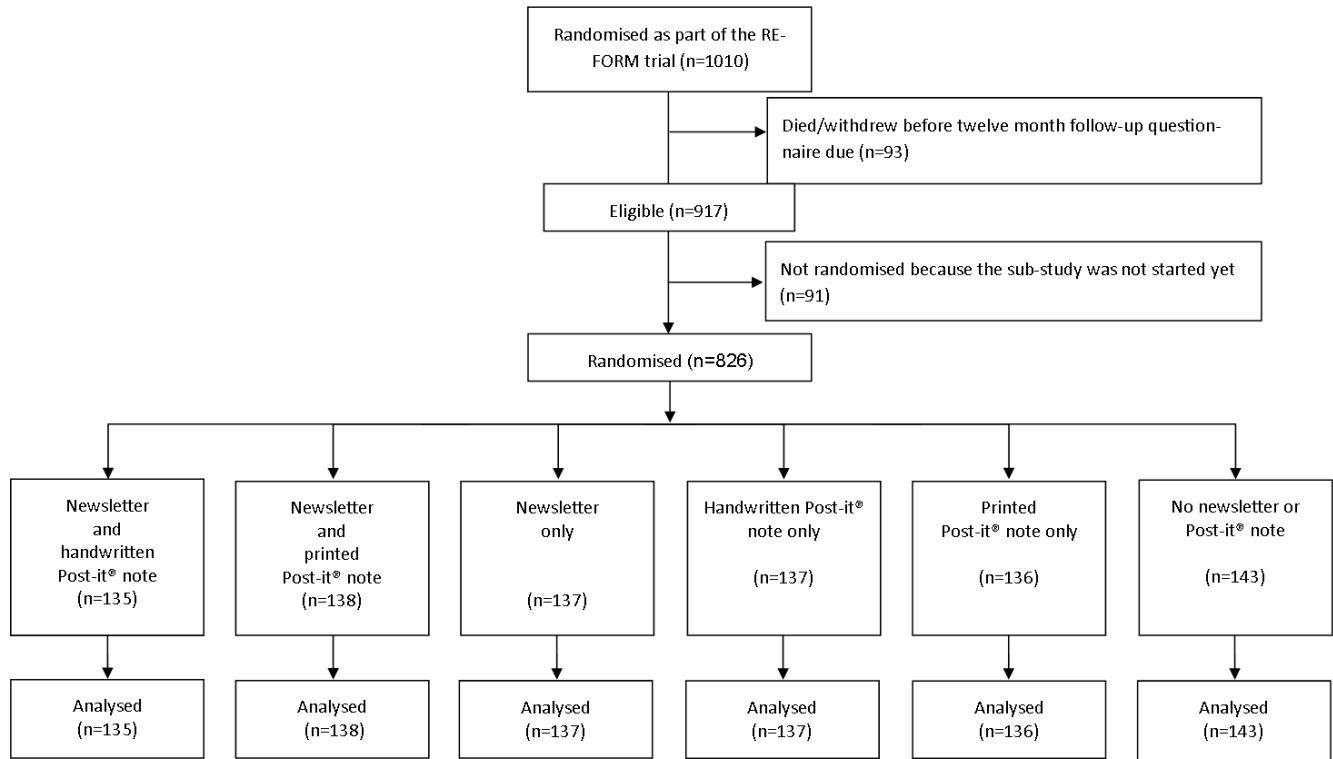 Randomised as part of the RE-
FORM trial (n=1010)
Died/withdrew before twelve month follow-up question-
naire due (n=93)
Eligible (n=917)
Not randomised because the sub-study was not started yet
(n=91)
Randomised (n=826)
Newsletter
and
handwritten
Post-it® note
(n=135)
Newsletter
and
printed
Post-it® note
(n=138)
Newsletter
only
(n=137)
Handwritten Post-it®
note only
(n=137)
Printed
Post-it® note only
(n=136)
No newsletter or
Post-it® note
(n=143)
Analysed
(n=135)
Analysed
(n=138)
Analysed
(n=137)
Analysed
(n=137)
Analysed
(n=136)
Analysed
(n=143)